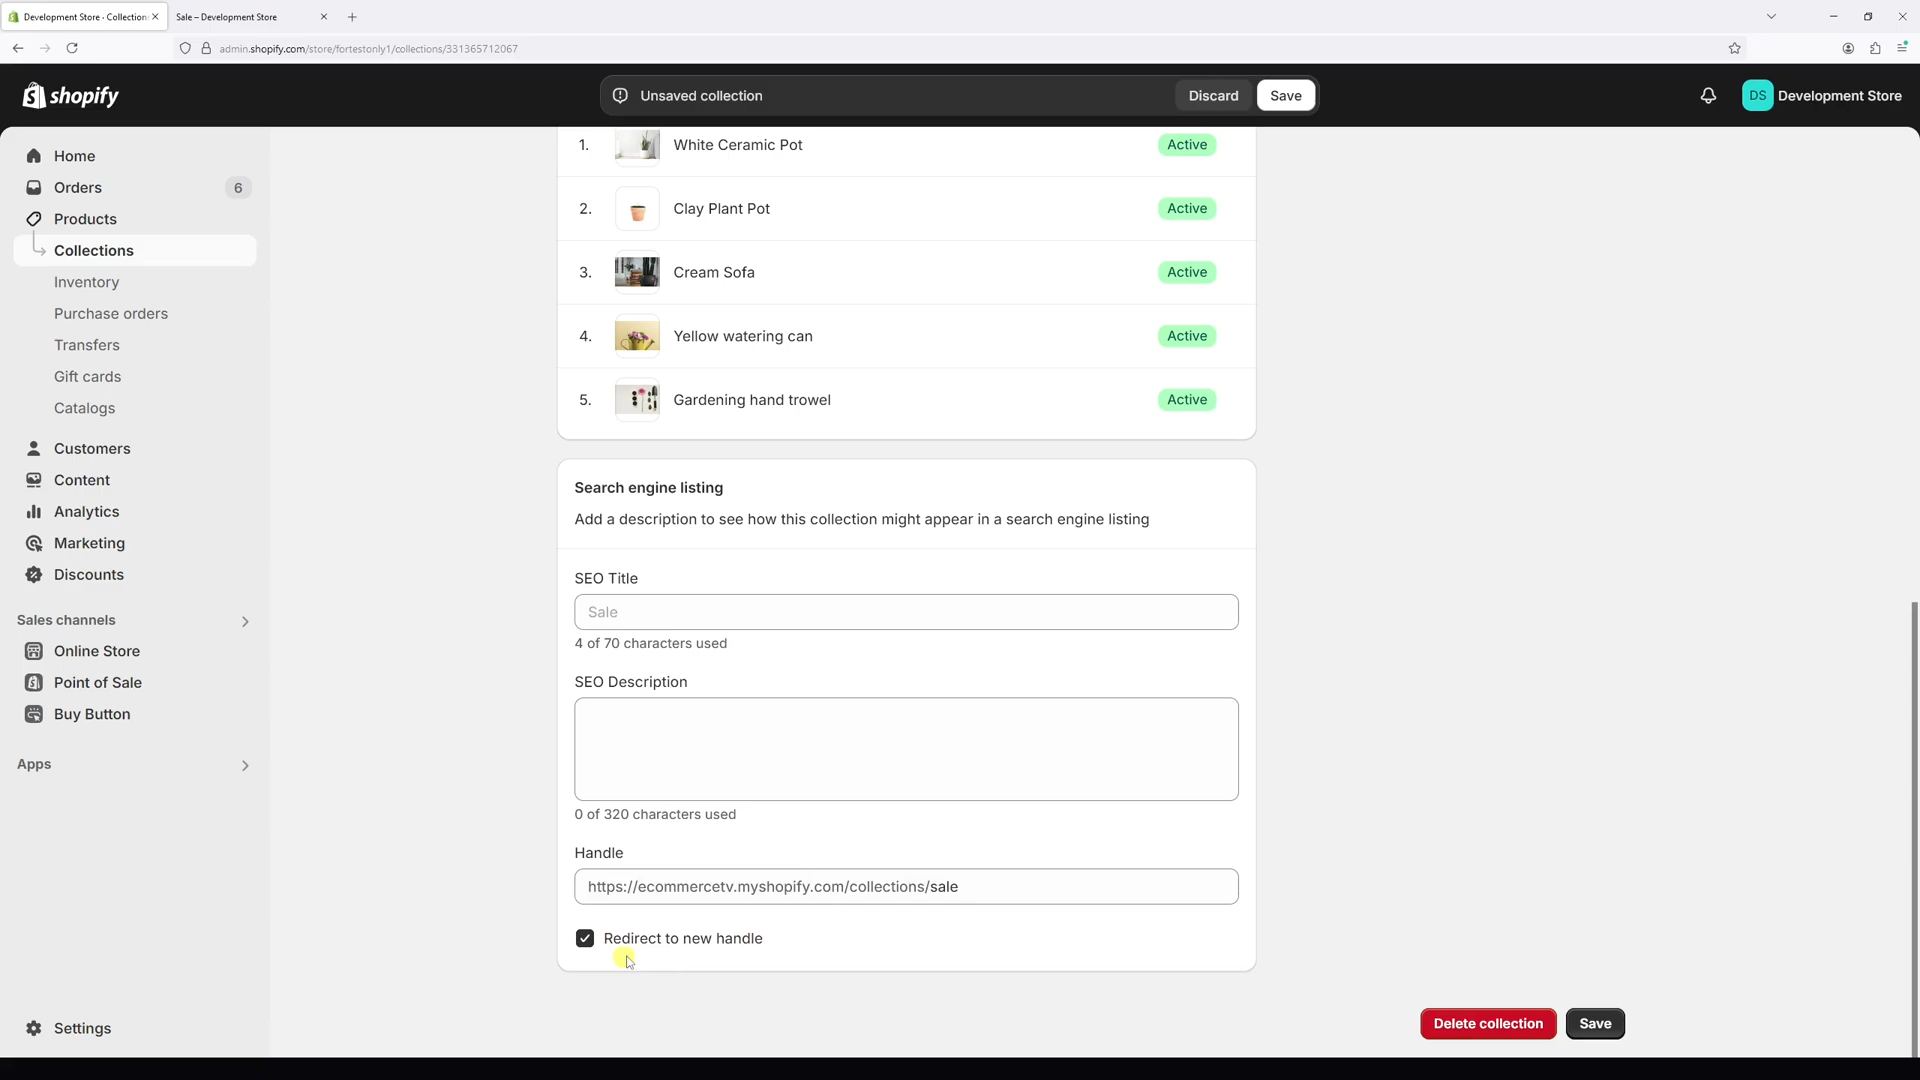 Development Store - Collection
Sale – Development Store
admin.shopify.com/store/fortestonly1/collections/331365712067
shopify
Unsaved collection
Discard
Save
DS
Development Store
Home
Orders
6
Products
Collections
Inventory
Purchase orders
Transfers
Gift cards
Catalogs
Customers
Content
Analytics
Marketing
Discounts
Sales channels
Online Store
Point of Sale
Buy Button
Apps
Settings
1. White Ceramic Pot Active
2. Clay Plant Pot Active
3. Cream Sofa Active
4. Yellow watering can Active
5. Gardening hand trowel Active
Search engine listing
Add a description to see how this collection might appear in a search engine listing
SEO Title
Sale
4 of 70 characters used
SEO Description
0 of 320 characters used
Handle
https://ecommercetv.myshopify.com/collections/sale
Redirect to new handle
Delete collection
Save